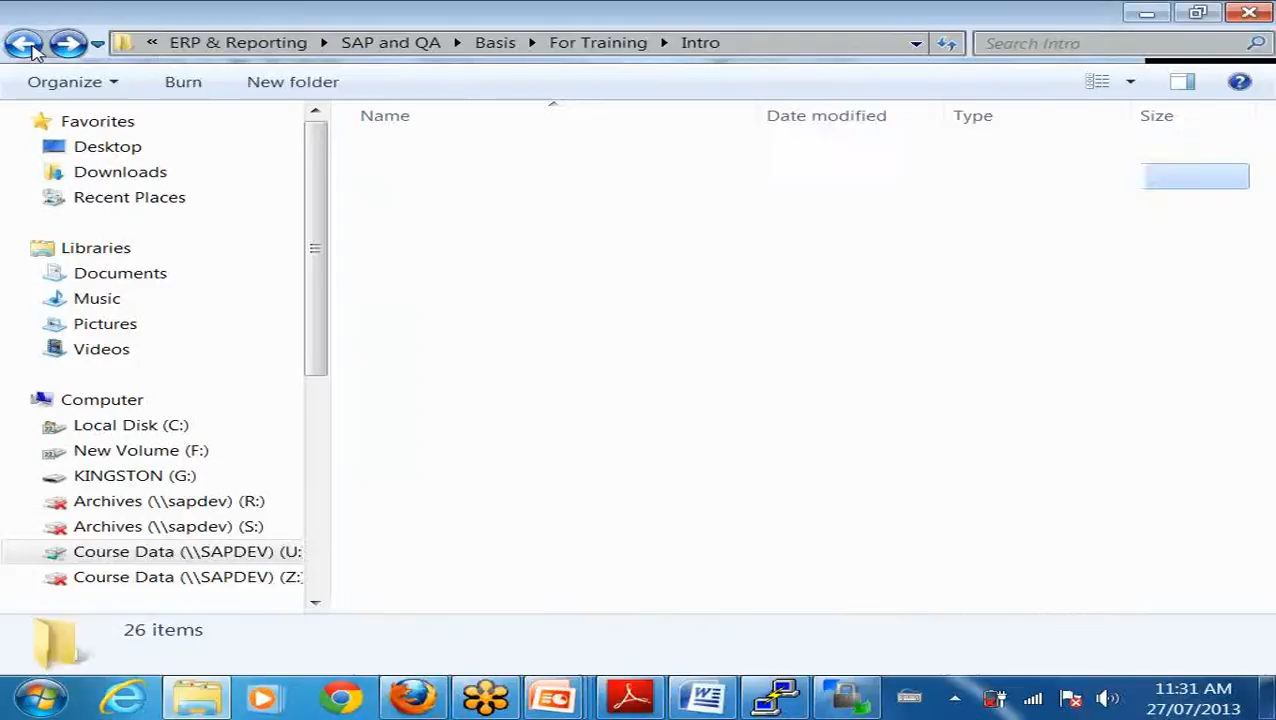 « ERP & Reporting SAP and QA Basis For Training Intro Search Intro
Organize Burn New folder
Name Date modified Type Size
Favorites
Desktop
Downloads
Recent Places
Libraries
Documents
Music
Pictures
Videos
Computer
Local Disk (C:)
New Volume (F:)
KINGSTON (G:)
Archives (\\sapdev) (R:)
Archives (\\sapdev) (S:)
Course Data (\\SAPDEV) (U:
Course Data (\\SAPDEV) (Z:
26 items
11:31 AM
27/07/2013